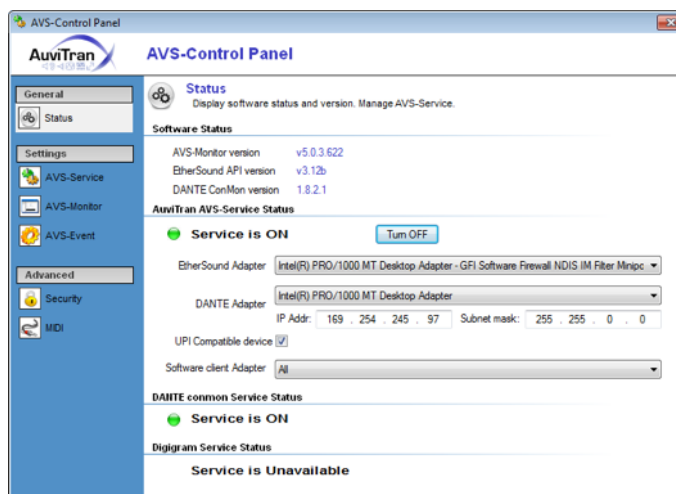 AVS-Control Panel
AuviTran
AVS-Control Panel
General
Status
Settings
AVS-Service
AVS-Monitor
AVS-Event
Advanced
Security
MIDI
Status
Display software status and version. Manage AVS-Service.
Software Status
AVS-Monitor version v5.0.3.622
EtherSound API version v3.12b
DANTE ConMon version 1.8.2.1
AuviTran AVS-Service Status
Service is ON Turn OFF
EtherSound Adapter Intel(R) PRO/1000 MT Desktop Adapter - GFI Software Firewall NDIS IM Filter Minipc
DANTE Adapter Intel(R) PRO/1000 MT Desktop Adapter
IP Addr: 169 . 254 . 245 . 97 Subnet mask: 255 . 255 . 0 . 0
UPI Compatible device
Software client Adapter All
DANTE conmon Service Status
Service is ON
Digigram Service Status
Service is Unavailable